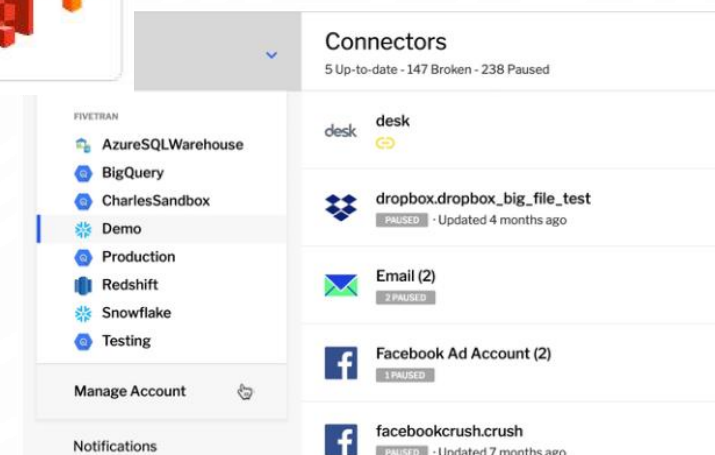 Connectors
5 Up-to-date - 147 Broken - 238 Paused
FIVETRAN
AzureSQLWarehouse
BigQuery
CharlesSandbox
Demo
Production
Redshift
Snowflake
Testing
Manage Account
Notifications
desk
desk
dropbox.dropbox_big_file_test
PAUSED · Updated 4 months ago
Email (2)
2 PAUSED
Facebook Ad Account (2)
1 PAUSED
facebookcrush.crush
PAUSED · Updated 7 months ago